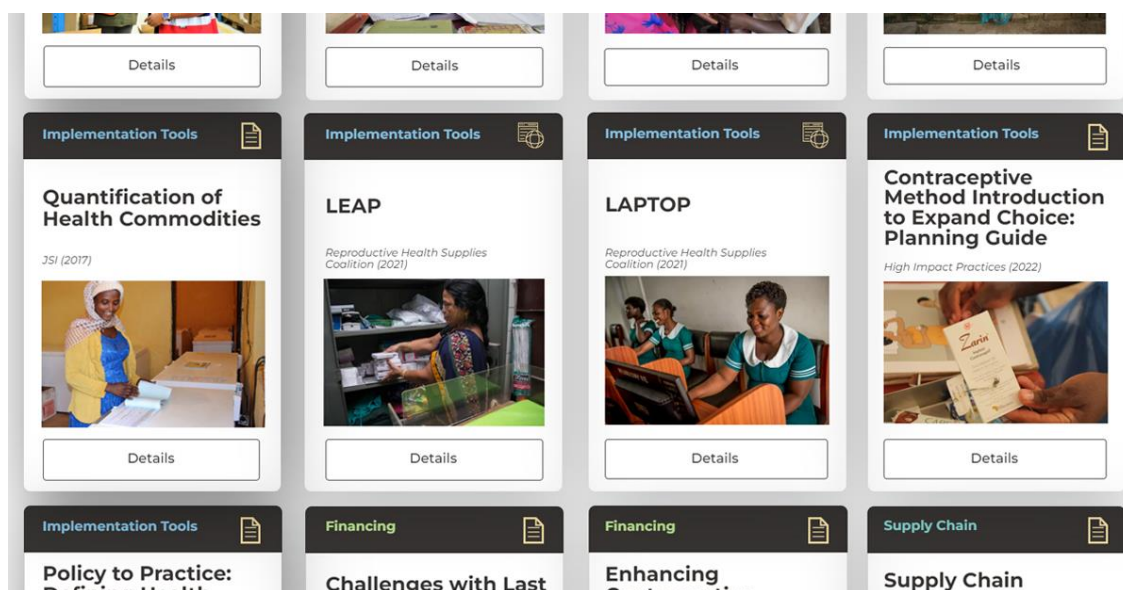 Details
Details
Details
Details
Implementation Tools
Implementation Tools
Implementation Tools
Implementation Tools
Quantification of
Health Commodities
JSI (2017)
Details
LEAP
Reproductive Health Supplies
Coalition (2021)
Details
LAPTOP
Reproductive Health Supplies
Coalition (2021)
Details
Contraceptive
Method Introduction
to Expand Choice:
Planning Guide
High Impact Practices (2022)
Zarin
Details
Implementation Tools
Financing
Financing
Supply Chain
Policy to Practice:
Challenges with Last
Enhancing
Supply Chain